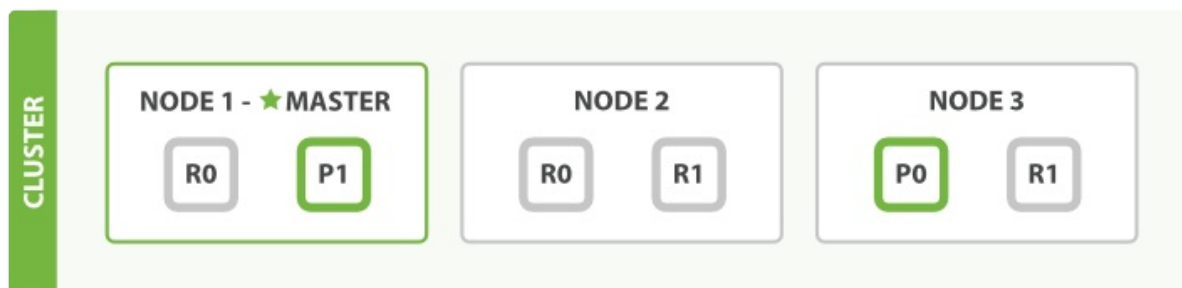 CLUSTER
NODE 1 - ★ MASTER
R0
P1
NODE 2
R0
R1
NODE 3
P0
R1